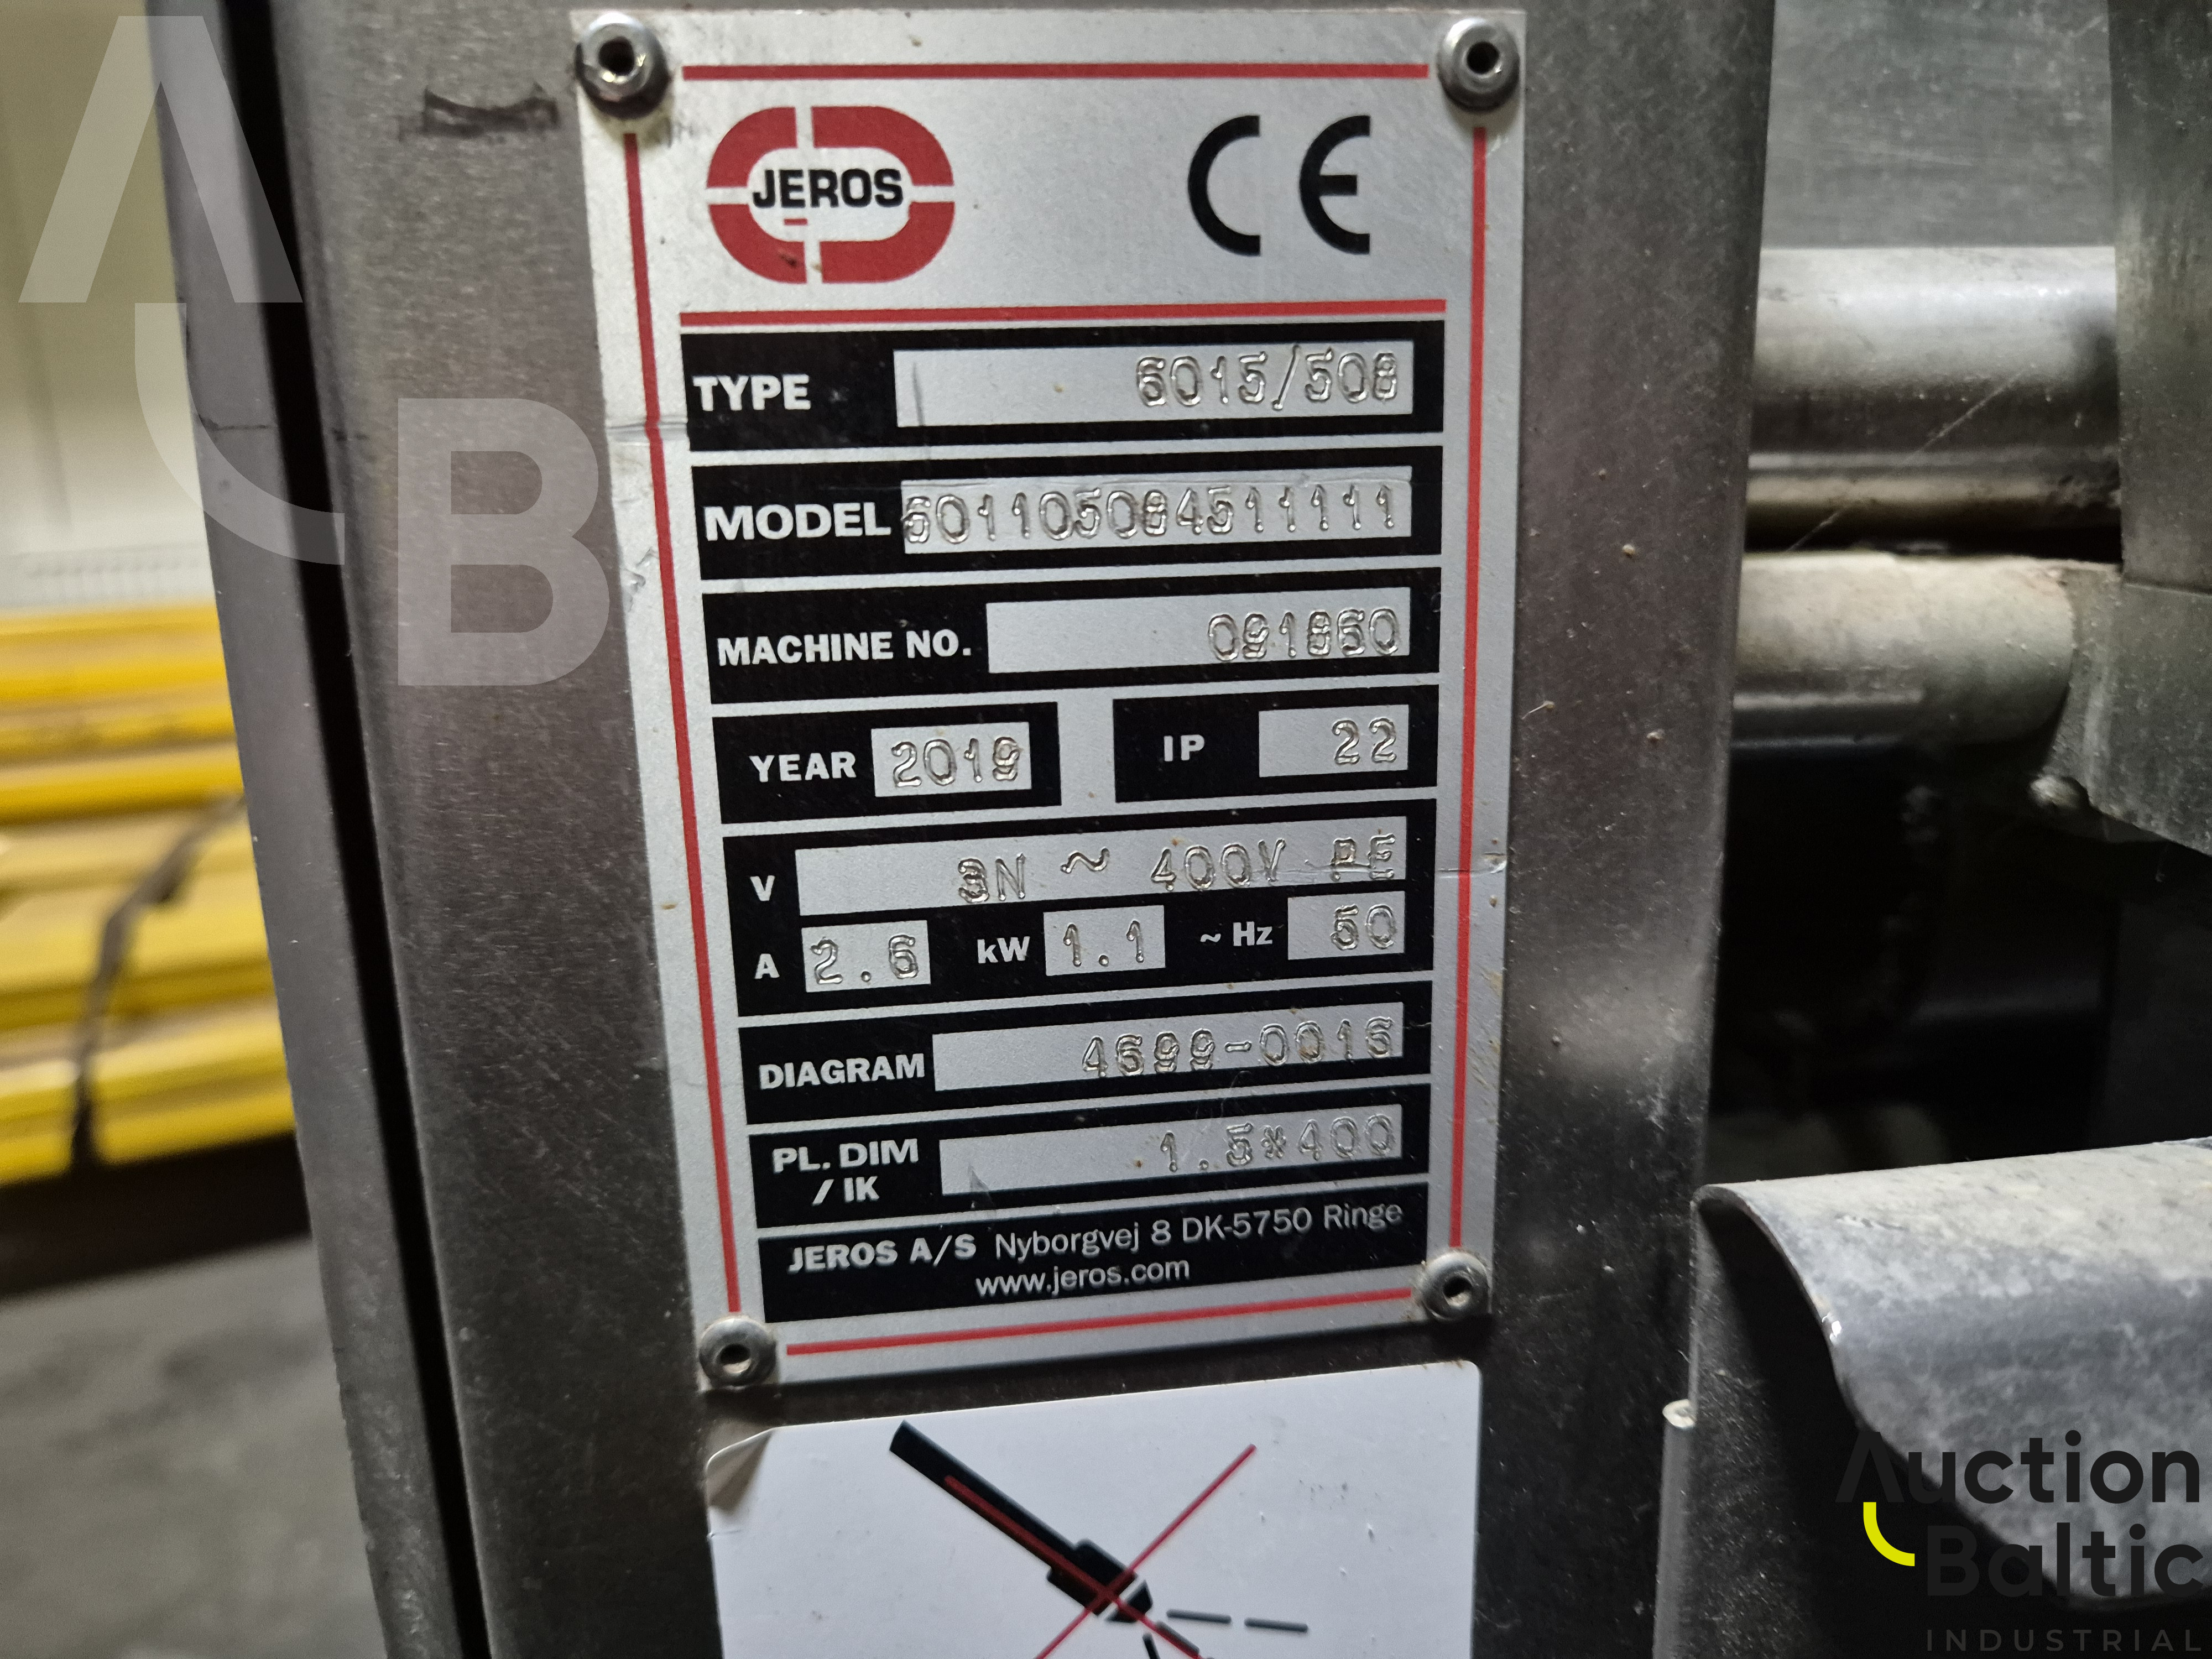 JEROS
CE
TYPE 6015/508
MODEL 601105084511111
MACHINE NO. 091860
YEAR 2019 IP 22
V 3N ~ 400V PE
A 2.6 kW 1.1 ~ Hz 50
DIAGRAM 4699-0016
PL. DIM / IK 1.5*400
JEROS A/S Nyborgvej 8 DK-5750 Ringe
www.jeros.com
AB
Auction
Baltic
INDUSTRIAL